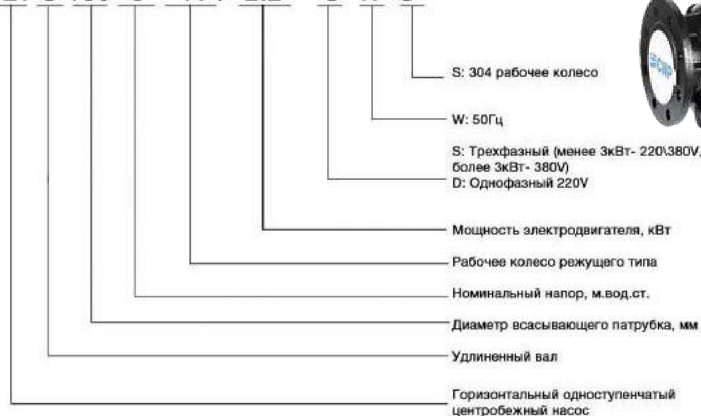 S: 304 рабочее колесо
CNP
W: 50Гц
S: Трехфазный (менее 3кВт- 220\380V,
более 3кВт- 380V)
D: Однофазный 220V
Мощность электродвигателя, кВт
Рабочее колесо режущего типа
Номинальный напор, м.вод.ст.
Диаметр всасывающего патрубка, мм
Удлиненный вал
Горизонтальный одноступенчатый
центробежный насос